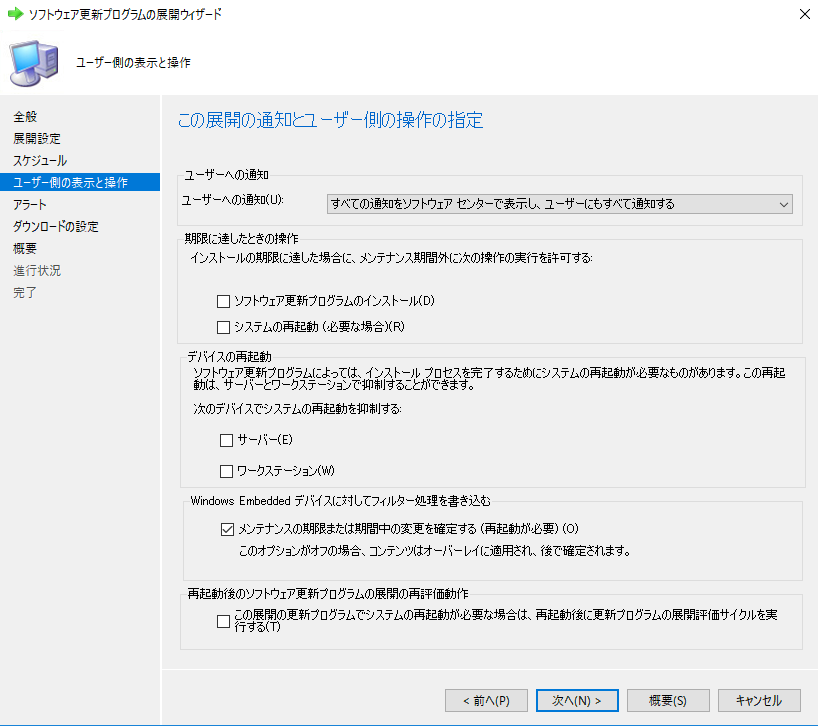 ソフトウェア更新プログラムの展開ウィザード
ユーザー側の表示と操作
全般
展開設定
スケジュール
ユーザー側の表示と操作
アラート
ダウンロードの設定
概要
進行状況
完了
この展開の通知とユーザー側の操作の指定
ユーザーへの通知
ユーザーへの通知(U):
すべての通知をソフトウェア センターで表示し、ユーザーにもすべて通知する
期限に達したときの操作
インストールの期限に達した場合に、メンテナンス期間外に次の操作の実行を許可する:
ソフトウェア更新プログラムのインストール(D)
システムの再起動 (必要な場合)(R)
デバイスの再起動
ソフトウェア更新プログラムによっては、インストール プロセスを完了するためにシステムの再起動が必要なものがあります。この再起
動は、サーバーとワークステーションで抑制することができます。
次のデバイスでシステムの再起動を抑制する:
サーバー(E)
ワークステーション(W)
Windows Embedded デバイスに対してフィルター処理を書き込む
メンテナンスの期限または期間中の変更を確定する (再起動が必要) (O)
このオプションがオフの場合、コンテンツはオーバーレイに適用され、後で確定されます。
再起動後のソフトウェア更新プログラムの展開の再評価動作
この展開の更新プログラムでシステムの再起動が必要な場合は、再起動後に更新プログラムの展開評価サイクルを実
行する(T)
< 前へ(P)
次へ(N) >
概要(S)
キャンセル